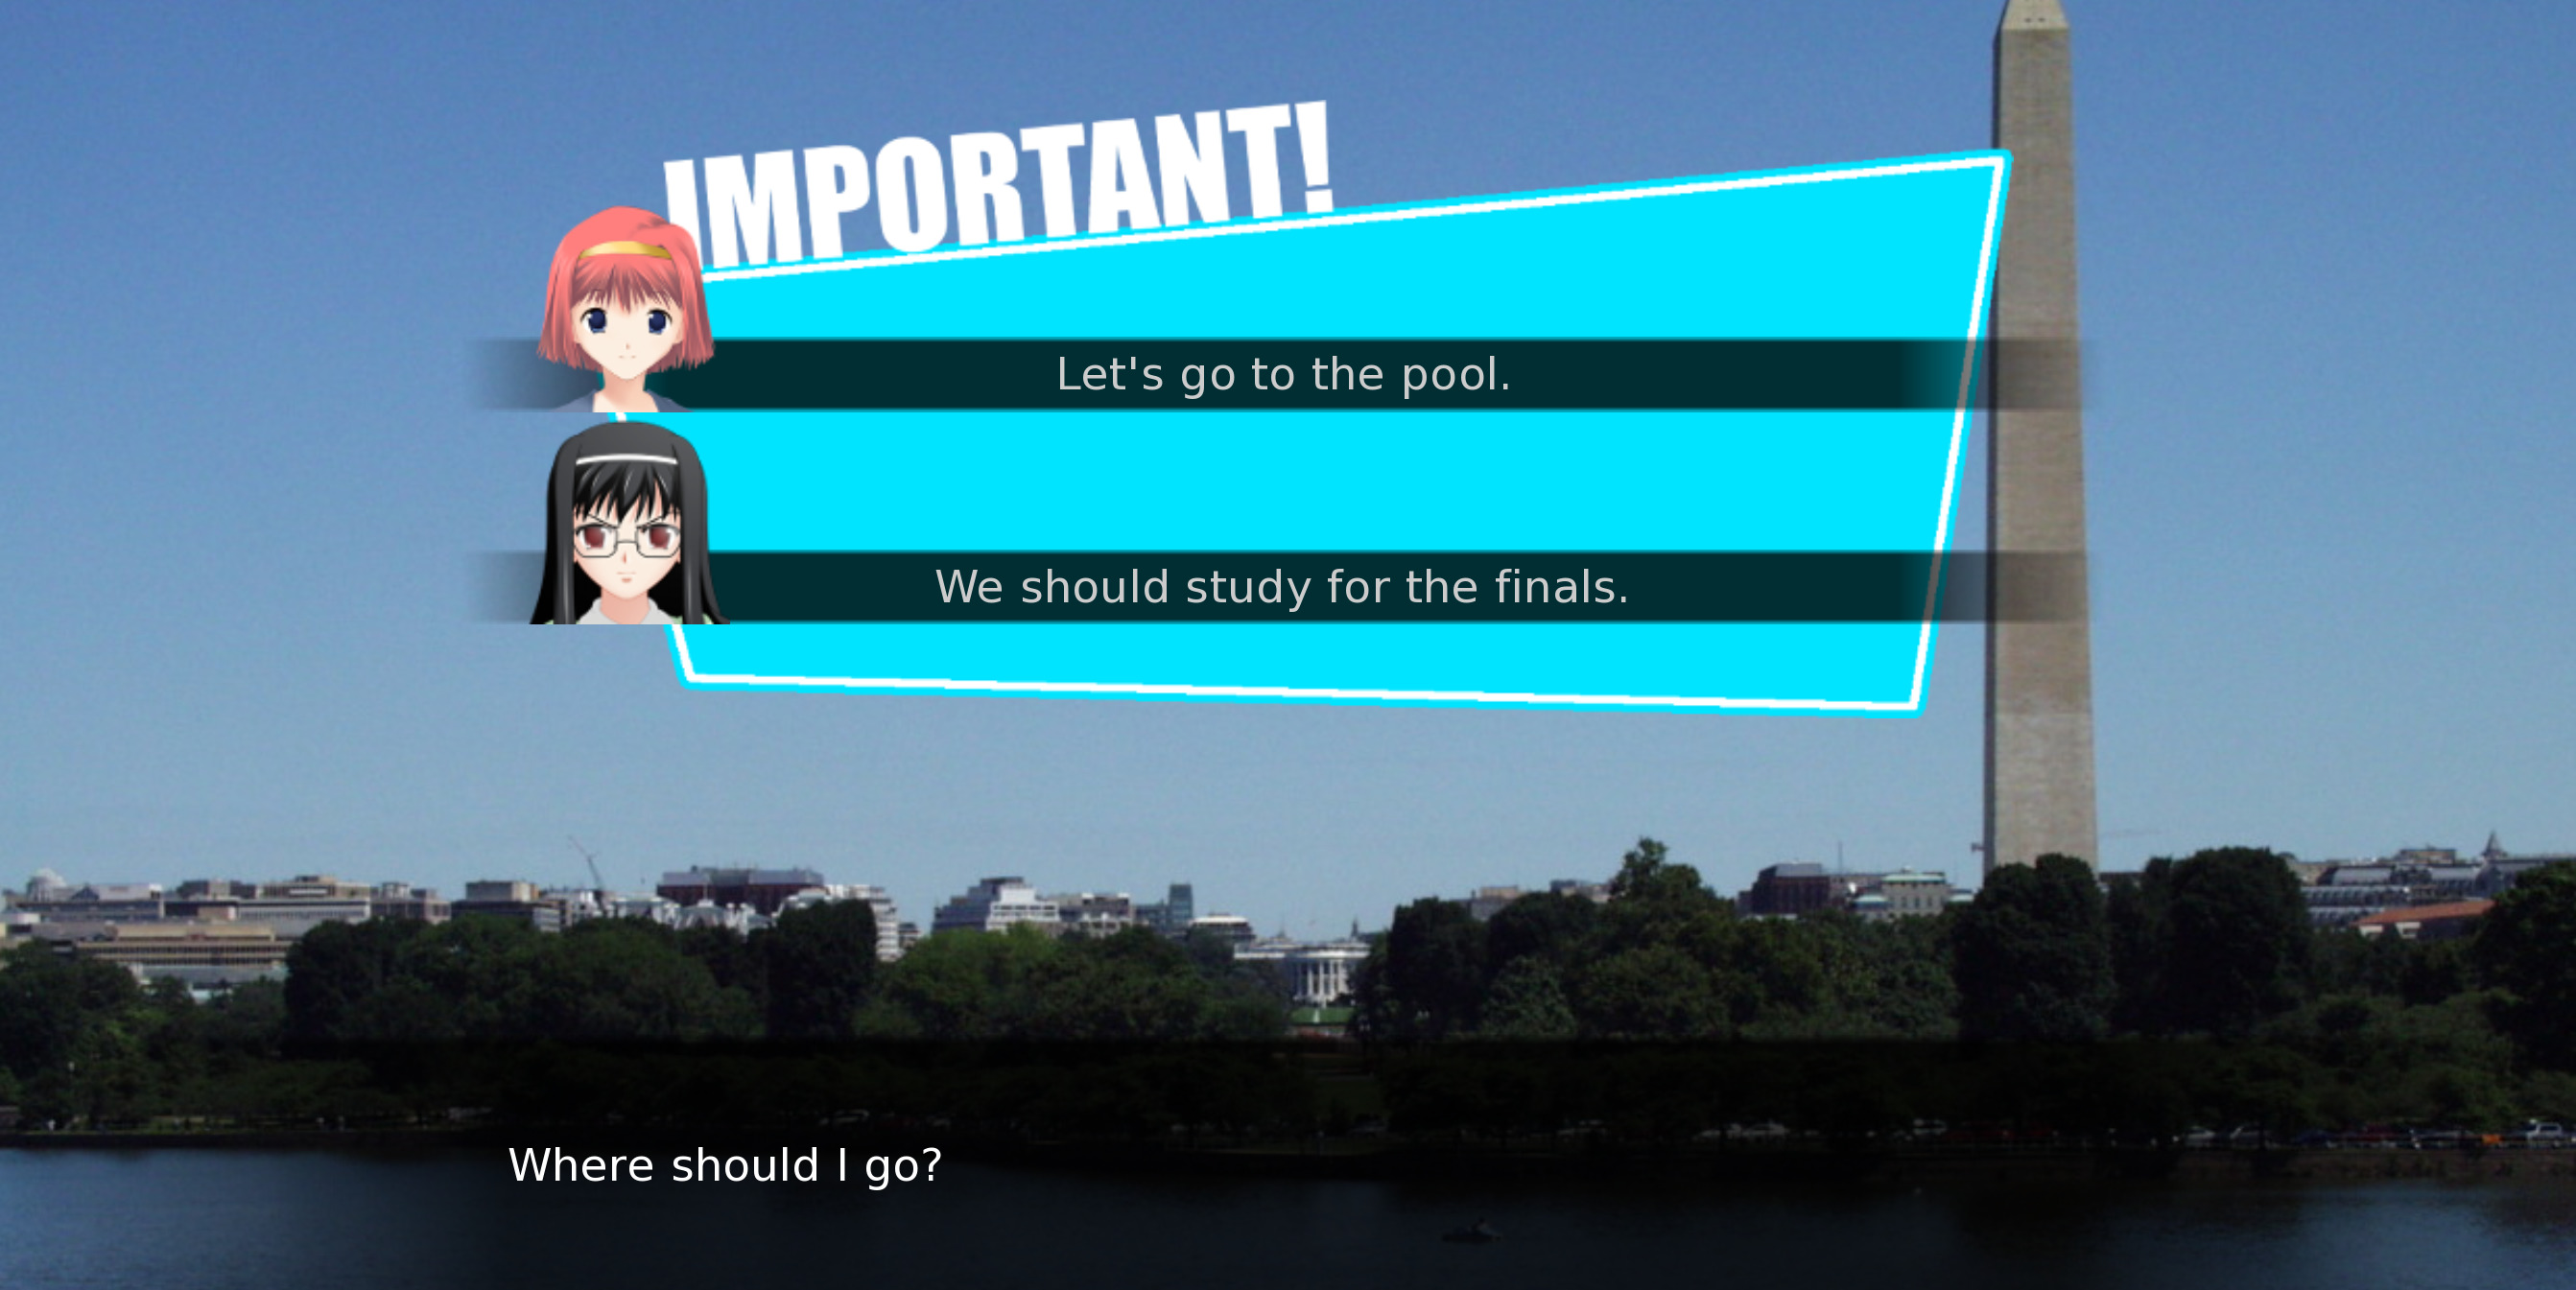 IMPORTANT!
Let's go to the pool.
We should study for the finals.
Where should I go?